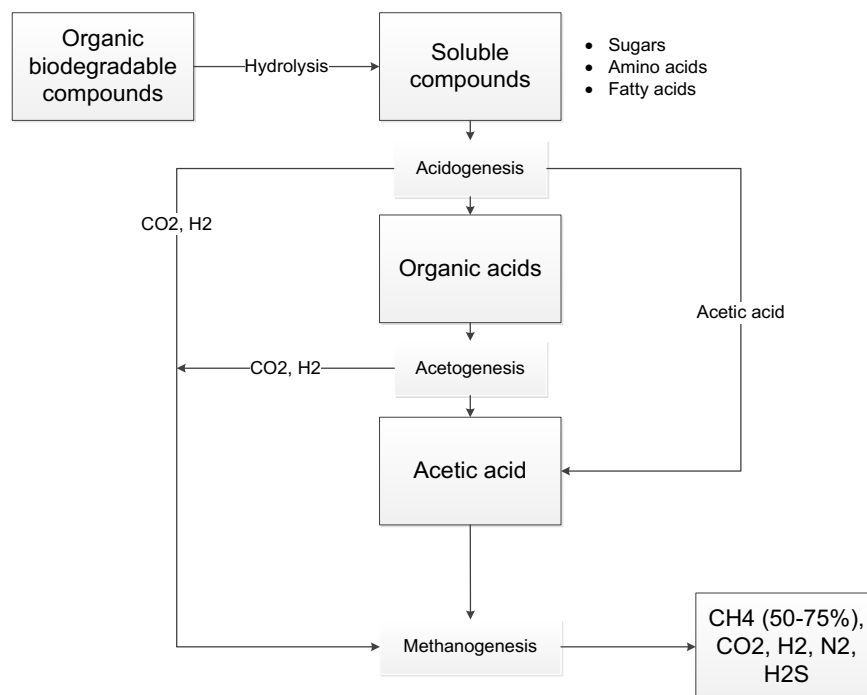 Organic
biodegradable
compounds
Hydrolysis
Soluble
compounds
• Sugars
• Amino acids
• Fatty acids
Acidogenesis
CO2, H2
Organic acids
Acetic acid
CO2, H2
Acetogenesis
Acetic acid
Methanogenesis
CH4 (50-75%),
CO2, H2, N2,
H2S